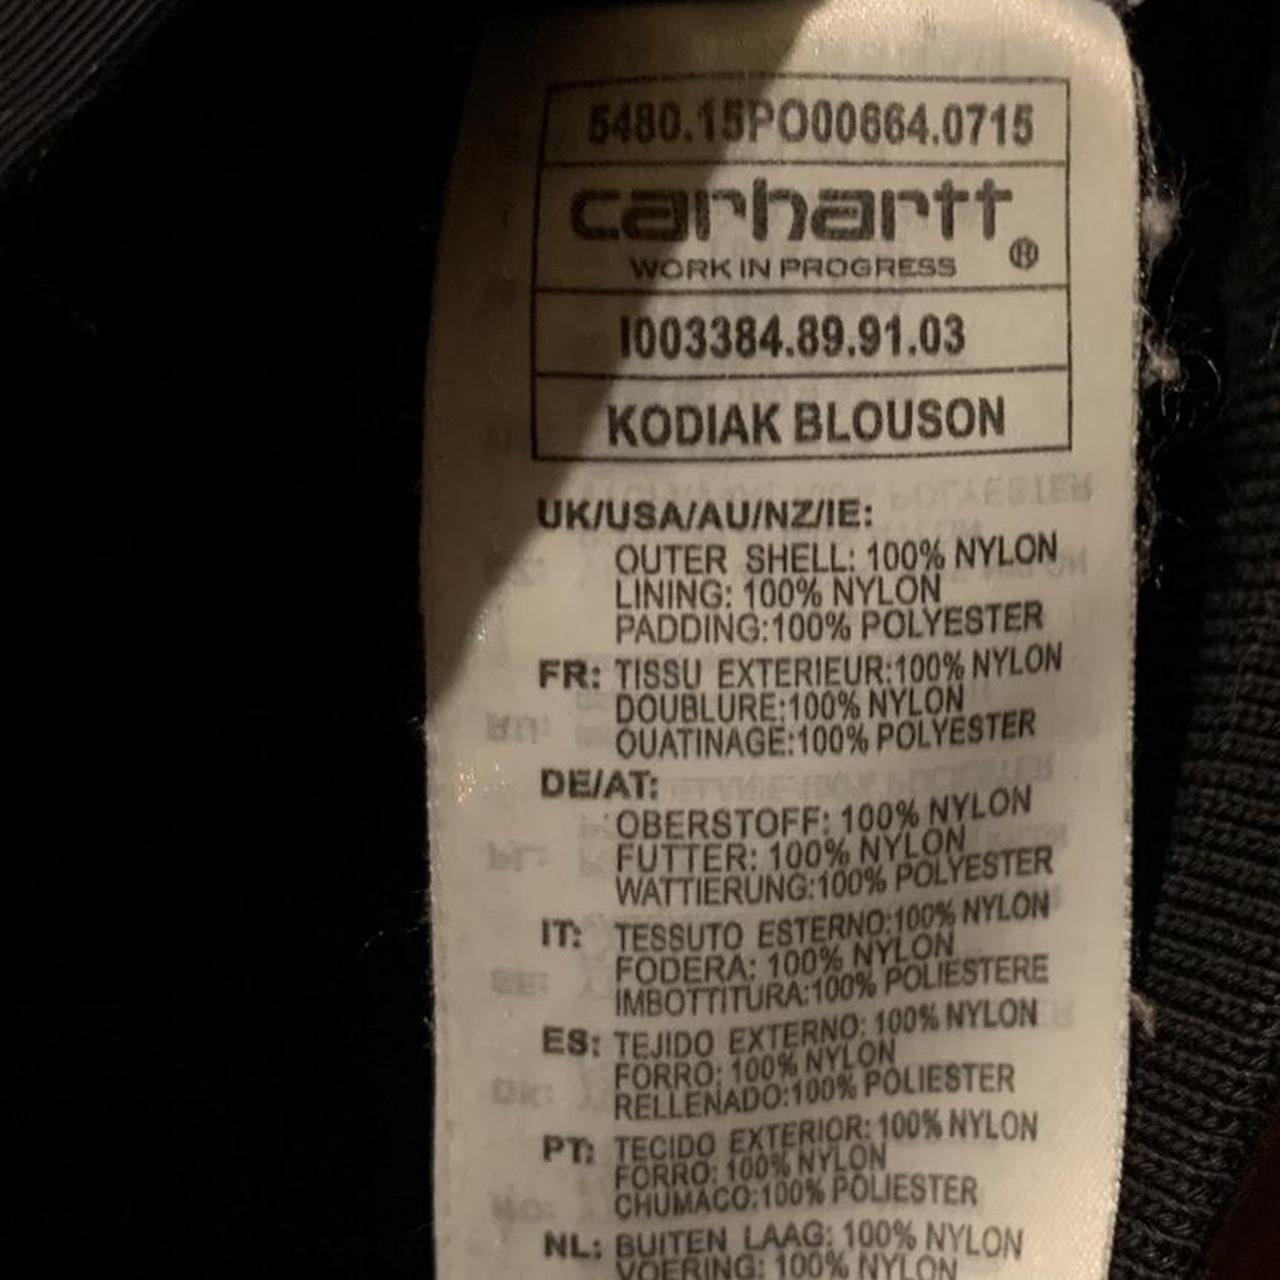 5480.15PO00664.0715
carhartt®
WORK IN PROGRESS
I003384.89.91.03
KODIAK BLOUSON
UK/USA/AU/NZ/IE:
OUTER SHELL: 100% NYLON
LINING: 100% NYLON
PADDING:100% POLYESTER
FR: TISSU EXTERIEUR:100% NYLON
DOUBLURE:100% NYLON
OUATINAGE:100% POLYESTER
DE/AT:
OBERSTOFF: 100% NYLON
FUTTER: 100% NYLON
WATTIERUNG:100% POLYESTER
IT: TESSUTO ESTERNO:100% NYLON
FODERA: 100% NYLON
IMBOTTITURA:100% POLIESTERE
ES: TEJIDO EXTERNO: 100% NYLON
FORRO: 100% NYLON
RELLENADO:100% POLIESTER
PT: TECIDO EXTERIOR: 100% NYLON
FORRO: 100% NYLON
CHUMACO:100% POLIESTER
NL: BUITEN LAAG: 100% NYLON
VOERING: 100% NYLON